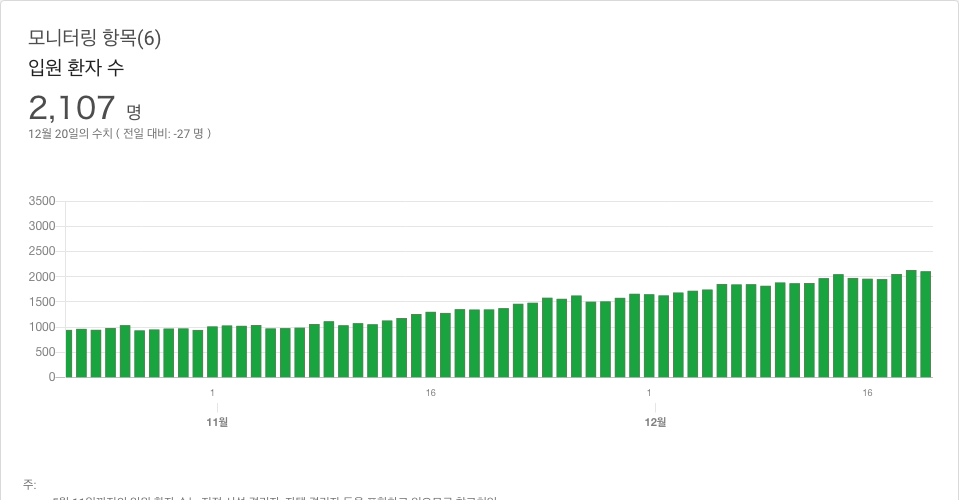 모니터링 항목(6)
입원 환자 수
2,107 명
12월 20일의 수치 ( 전일 대비: -27 명 )
3500
3000
2500
2000
1500
1000
500
0
1 16 1 16
11월 12월
주: